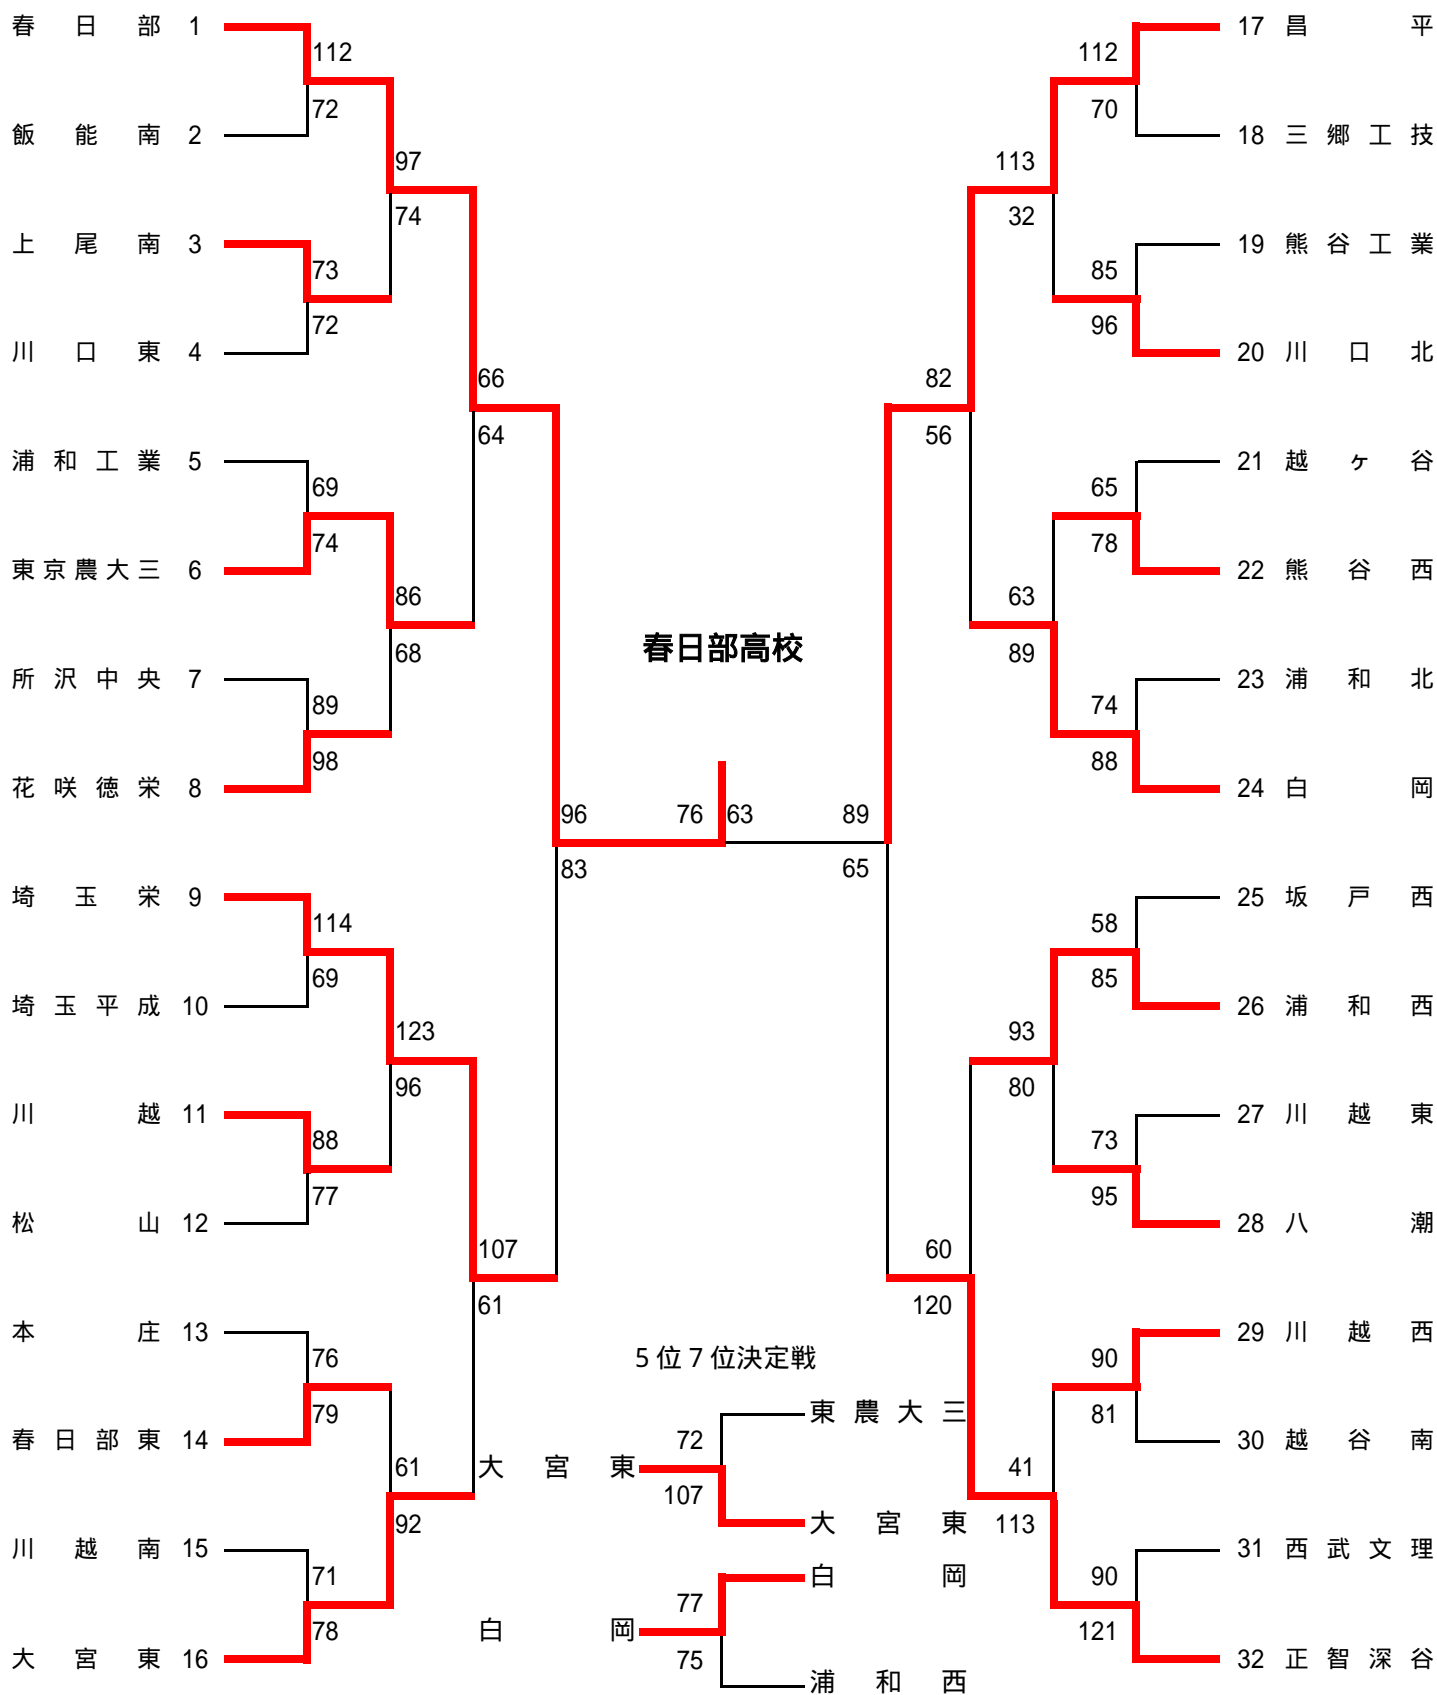 春日部 1
112
72
飯能南 2
97
74
上尾南 3
73
72
川口東 4
66
64
浦和工業 5
69
74
東京農大三 6
86
68
所沢中央 7
89
98
花咲徳栄 8
96
83
埼玉栄 9
114
69
埼玉平成 10
123
96
川越 11
88
77
松山 12
107
61
本庄 13
76
79
春日部東 14
61
92
川越南 15
71
78
大宮東 16
春日部高校
76 63
17 昌平
112
70
18 三郷工技
113
32
19 熊谷工業
85
96
20 川口北
82
56
21 越ヶ谷
65
78
22 熊谷西
63
89
23 浦和北
74
88
24 白岡
89
65
25 坂戸西
58
85
26 浦和西
93
80
27 川越東
73
95
28 八潮
60
120
29 川越西
90
81
30 越谷南
41
113
31 西武文理
90
121
32 正智深谷
5位7位決定戦
東農大三
72
大宮東
107
大宮東
白岡
77
白岡
75
浦和西